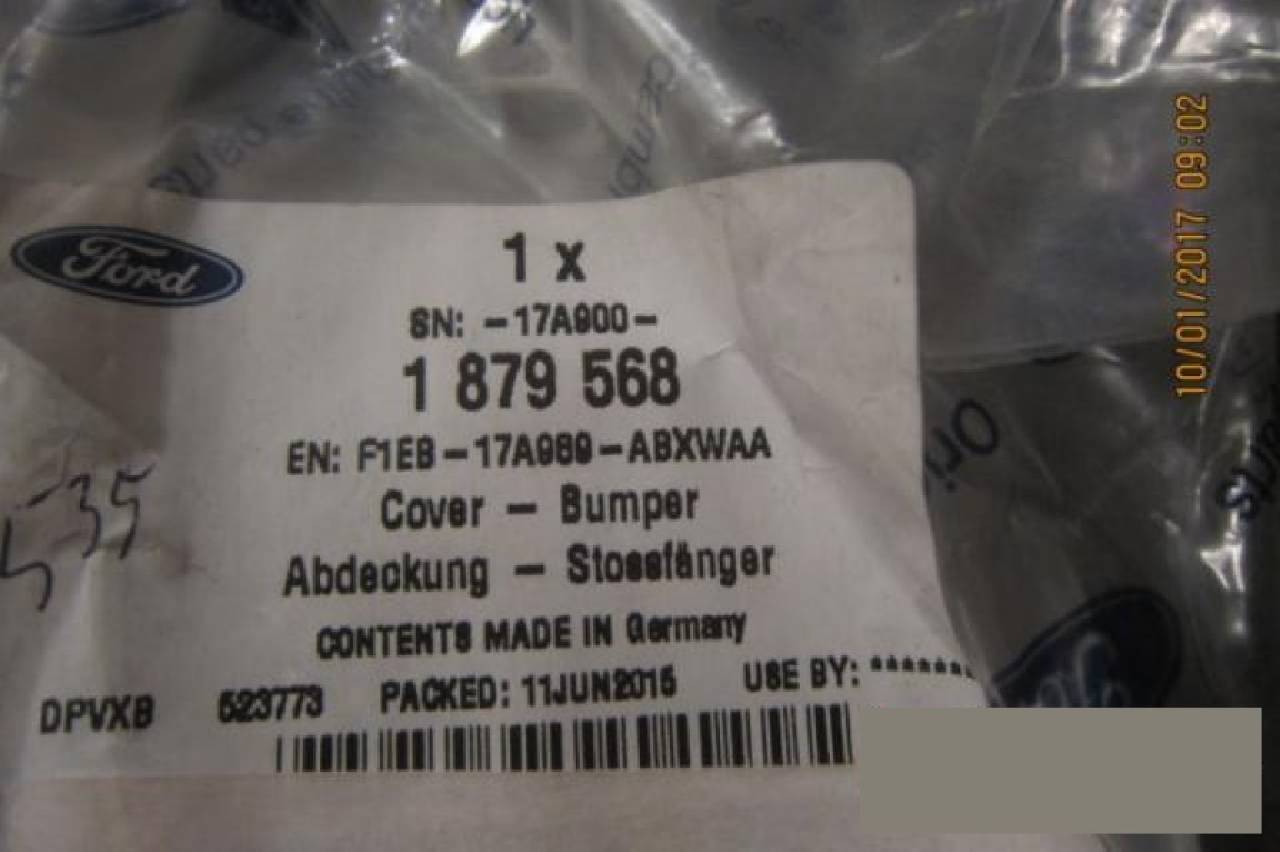 Ford
1 x
SN: -17A900-
1 879 568
EN: F1EB-17A989-ABXWAA
Cover - Bumper
Abdeckung - Stossfänger
CONTENTS MADE IN Germany
DPVXB 523773 PACKED: 11JUN2015 USE BY: *******
10/01/2017 09:02
Ori